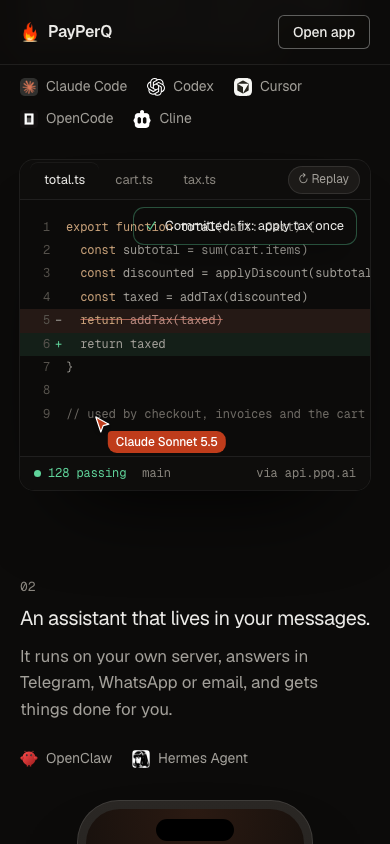 PayPerQ
Open app
Claude Code
Codex
Cursor
OpenCode
Cline
total.ts
cart.ts
tax.ts
Replay
Committed: fix: apply tax once
1 export function total(cart: Cart) {
2 const subtotal = sum(cart.items)
3 const discounted = applyDiscount(subtotal
4 const taxed = addTax(discounted)
5 − return addTax(taxed)
6 + return taxed
7 }
8
9 // used by checkout, invoices and the cart
Claude Sonnet 5.5
128 passing main via api.ppq.ai
02
An assistant that lives in your messages.
It runs on your own server, answers in
Telegram, WhatsApp or email, and gets
things done for you.
OpenClaw
Hermes Agent